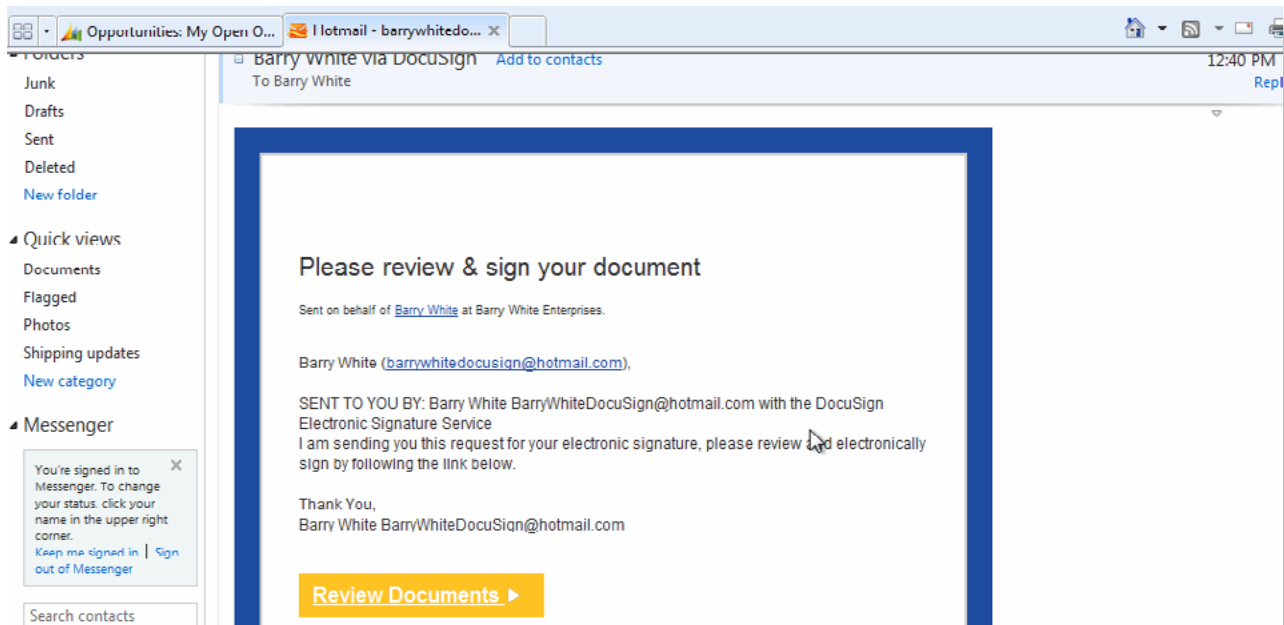 Opportunities: My Open O...
Hotmail - barrywhitedo...
Folders
Junk
Drafts
Sent
Deleted
New folder
Quick views
Documents
Flagged
Photos
Shipping updates
New category
Messenger
You're signed in to
Messenger. To change
your status, click your
name in the upper right
corner.
Keep me signed in | Sign
out of Messenger
Search contacts
Barry White via DocuSign Add to contacts
12:40 PM
To Barry White
Repl
Please review & sign your document
Sent on behalf of Barry White at Barry White Enterprises.
Barry White (barrywhitedocusign@hotmail.com),
SENT TO YOU BY: Barry White BarryWhiteDocuSign@hotmail.com with the DocuSign
Electronic Signature Service
I am sending you this request for your electronic signature, please review and electronically
sign by following the link below.
Thank You,
Barry White BarryWhiteDocuSign@hotmail.com
Review Documents